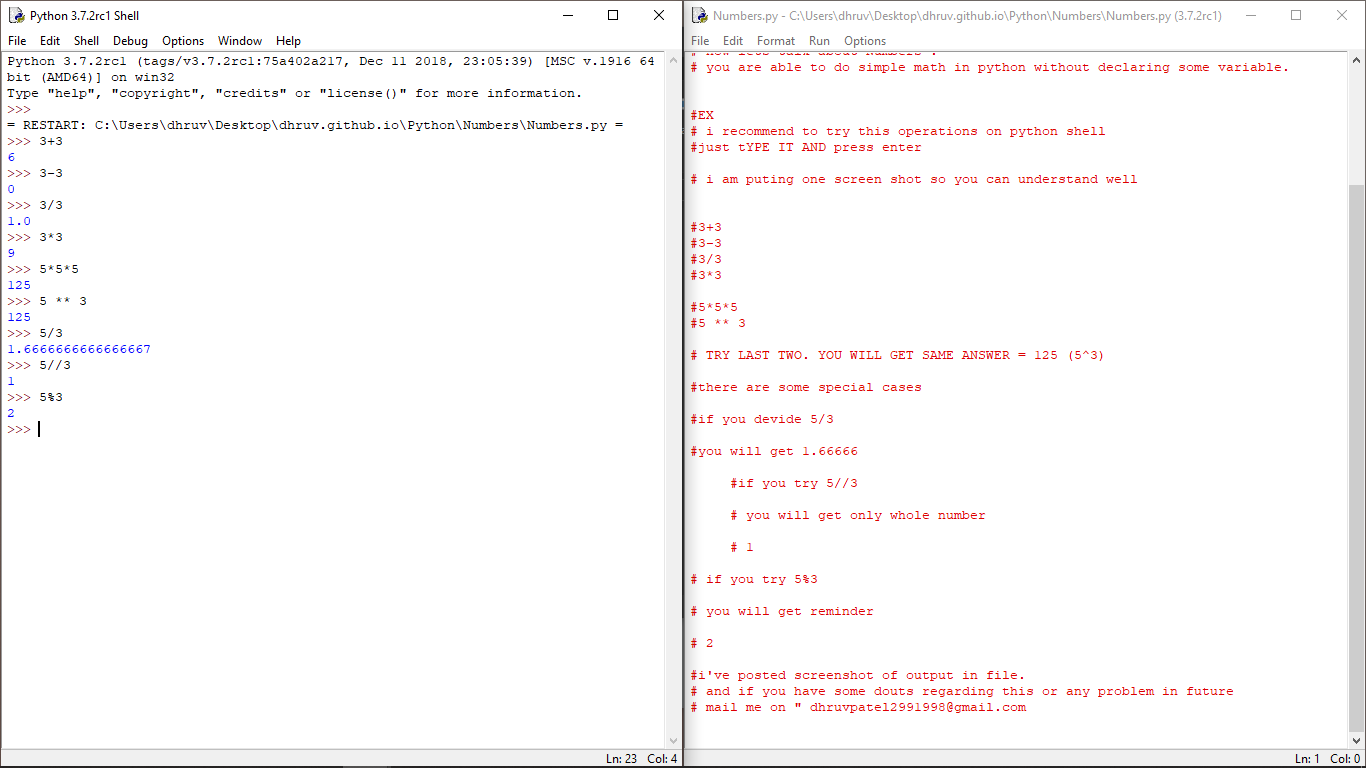 Python 3.7.2rc1 Shell
File Edit Shell Debug Options Window Help
Python 3.7.2rc1 (tags/v3.7.2rc1:75a402a217, Dec 11 2018, 23:05:39) [MSC v.1916 64
bit (AMD64)] on win32
Type "help", "copyright", "credits" or "license()" for more information.
>>>
= RESTART: C:\Users\dhruv\Desktop\dhruv.github.io\Python\Numbers\Numbers.py =
>>> 3+3
6
>>> 3-3
0
>>> 3/3
1.0
>>> 3*3
9
>>> 5*5*5
125
>>> 5 ** 3
125
>>> 5/3
1.6666666666666667
>>> 5//3
1
>>> 5%3
2
>>>
Ln: 23 Col: 4
Numbers.py - C:\Users\dhruv\Desktop\dhruv.github.io\Python\Numbers\Numbers.py (3.7.2rc1)
File Edit Format Run Options
# you are able to do simple math in python without declaring some variable.
#EX
# i recommend to try this operations on python shell
#just tYPE IT AND press enter
# i am puting one screen shot so you can understand well
#3+3
#3-3
#3/3
#3*3
#5*5*5
#5 ** 3
# TRY LAST TWO. YOU WILL GET SAME ANSWER = 125 (5^3)
#there are some special cases
#if you devide 5/3
#you will get 1.66666
#if you try 5//3
# you will get only whole number
# 1
# if you try 5%3
# you will get reminder
# 2
#i've posted screenshot of output in file.
# and if you have some douts regarding this or any problem in future
# mail me on " dhruvpatel2991998@gmail.com
Ln: 1 Col: 0